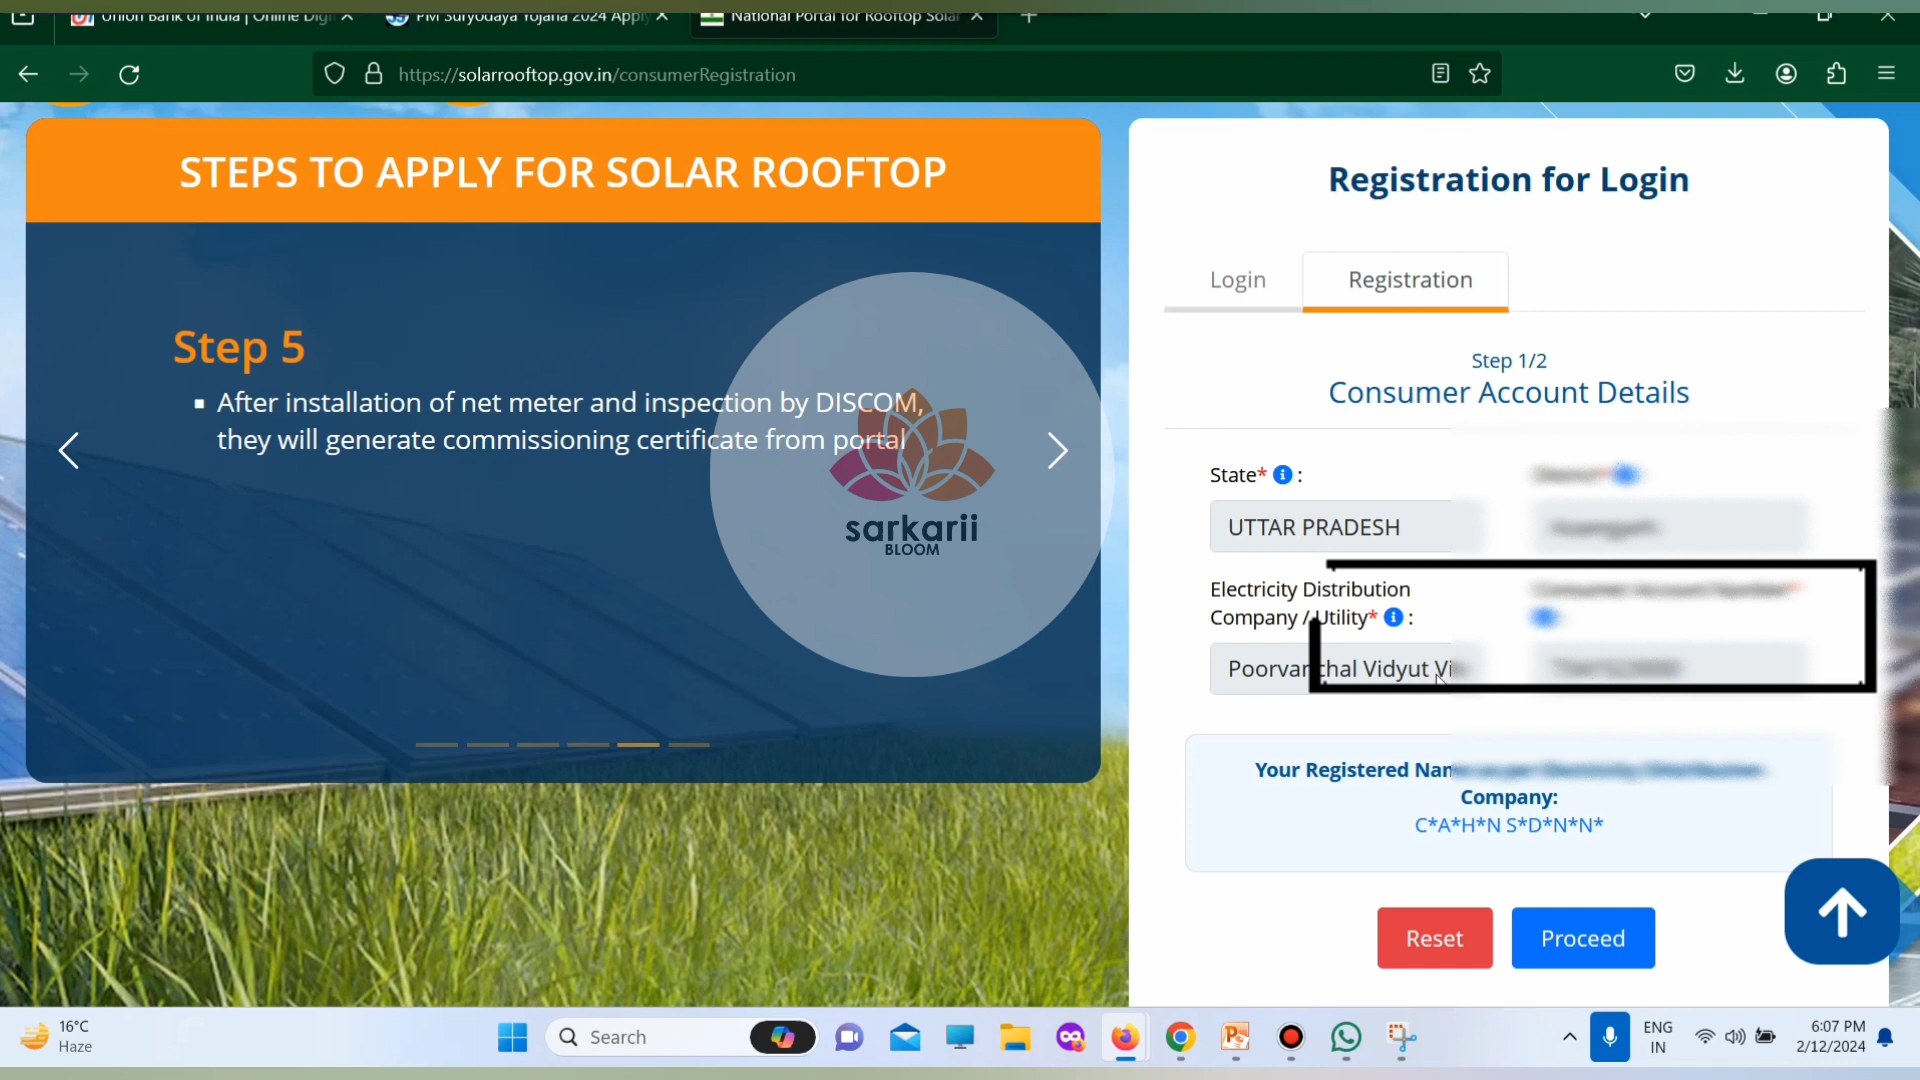 Union Bank of India | Online Digi
PM Suryodaya Yojana 2024 Apply
National Portal for Rooftop Solar
https://solarrooftop.gov.in/consumerRegistration
STEPS TO APPLY FOR SOLAR ROOFTOP
Step 5
After installation of net meter and inspection by DISCOM,
they will generate commissioning certificate from portal
sarkarii
BLOOM
Registration for Login
Login
Registration
Step 1/2
Consumer Account Details
State* :
UTTAR PRADESH
Electricity Distribution
Company / Utility* :
Poorvanchal Vidyut
Your Registered
Company:
C*A*H*N S*D*N*N*
Reset
Proceed
16°C
Haze
Search
ENG
IN
6:07 PM
2/12/2024